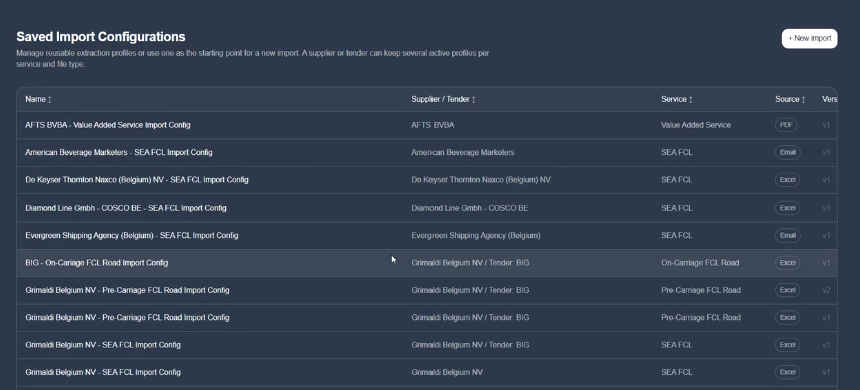 Saved Import Configurations
+ New import
Manage reusable extraction profiles or use one as the starting point for a new import. A supplier or tender can keep several active profiles per
service and file type.
Name Supplier / Tender Service Source Vers
AFTS BVBA - Value Added Service Import Config AFTS BVBA Value Added Service PDF v1
American Beverage Marketers - SEA FCL Import Config American Beverage Marketers SEA FCL Email v1
De Keyser Thornton Naxco (Belgium) NV - SEA FCL Import Config De Keyser Thornton Naxco (Belgium) NV SEA FCL Excel v1
Diamond Line Gmbh - COSCO BE - SEA FCL Import Config Diamond Line Gmbh - COSCO BE SEA FCL Excel v1
Evergreen Shipping Agency (Belgium) - SEA FCL Import Config Evergreen Shipping Agency (Belgium) SEA FCL Email v1
BIG - On-Cariage FCL Road Import Config Grimaldi Belgium NV / Tender: BIG On-Carriage FCL Road Excel v1
Grimaldi Belgium NV - Pre-Carriage FCL Road Import Config Grimaldi Belgium NV / Tender: BIG Pre-Carriage FCL Road Excel v2
Grimaldi Belgium NV - Pre-Carriage FCL Road Import Config Grimaldi Belgium NV / Tender: BIG Pre-Carriage FCL Road Excel v1
Grimaldi Belgium NV - SEA FCL Import Config Grimaldi Belgium NV / Tender: BIG SEA FCL Excel v1
Grimaldi Belgium NV - SEA FCL Import Config Grimaldi Belgium NV SEA FCL Excel v1